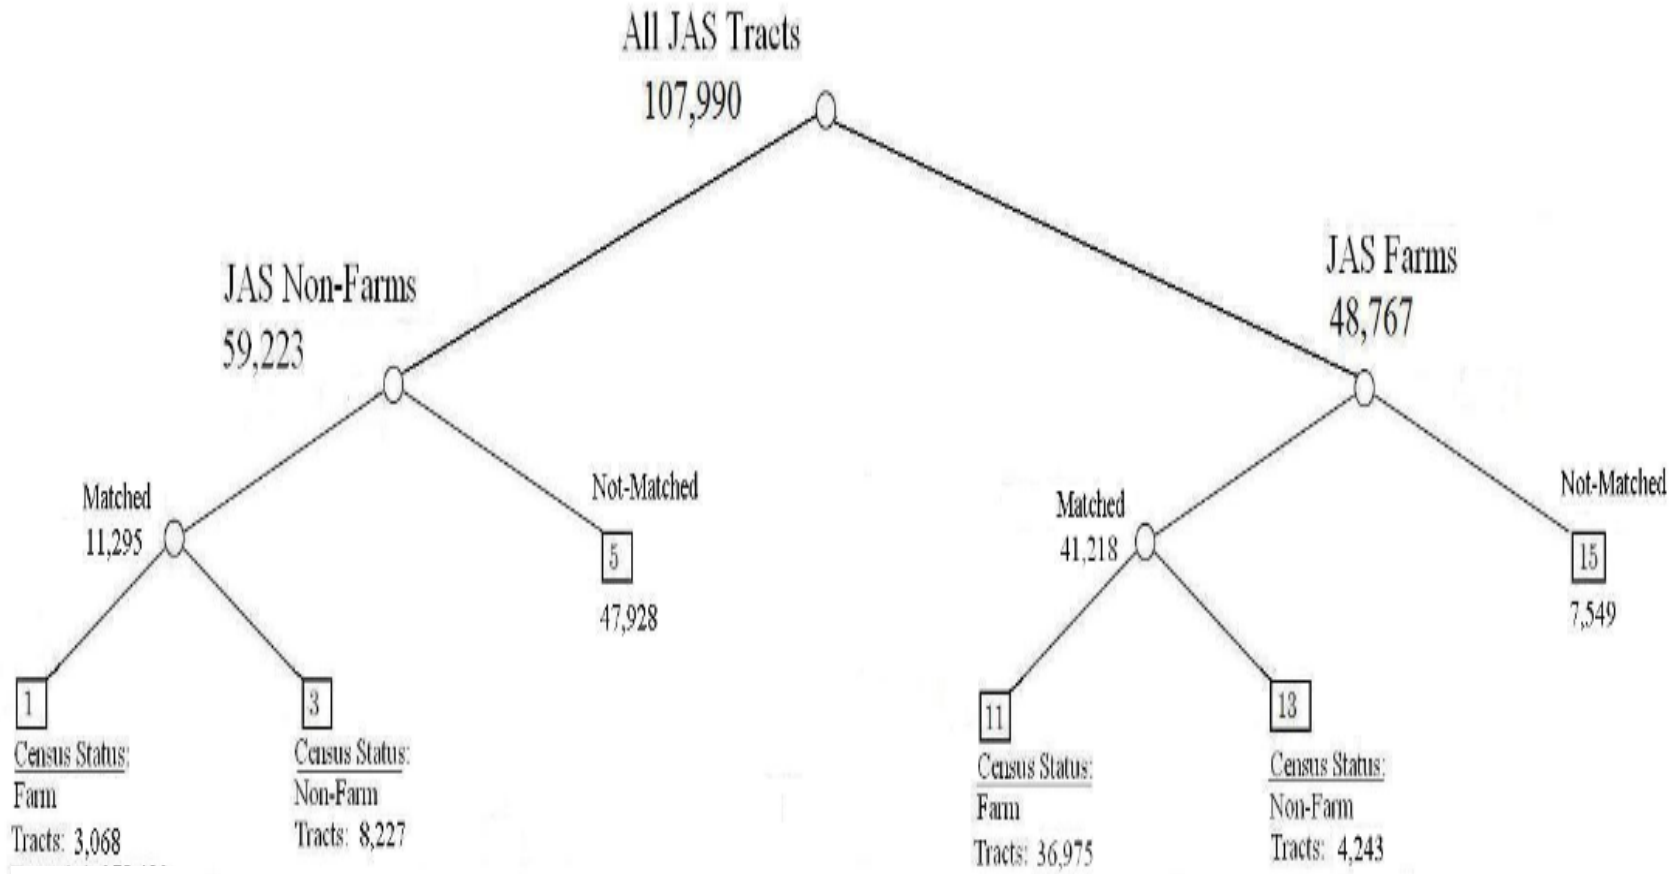 All JAS Tracts
107,990
JAS Non-Farms
59,223
JAS Farms
48,767
Matched
11,295
Not-Matched
5
47,928
Matched
41,218
Not-Matched
15
7,549
1
Census Status:
Farm
Tracts: 3,068
3
Census Status:
Non-Farm
Tracts: 8,227
11
Census Status:
Farm
Tracts: 36,975
13
Census Status:
Non-Farm
Tracts: 4,243